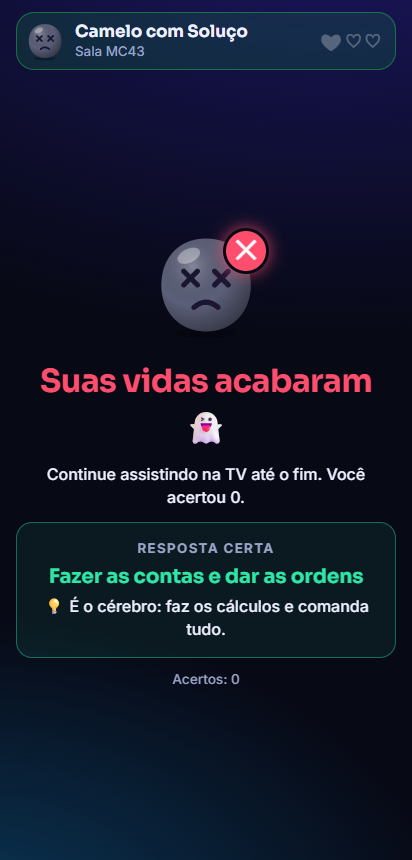 Camelo com Soluço
Sala MC43
Suas vidas acabaram
Continue assistindo na TV até o fim. Você
acertou 0.
RESPOSTA CERTA
Fazer as contas e dar as ordens
É o cérebro: faz os cálculos e comanda
tudo.
Acertos: 0